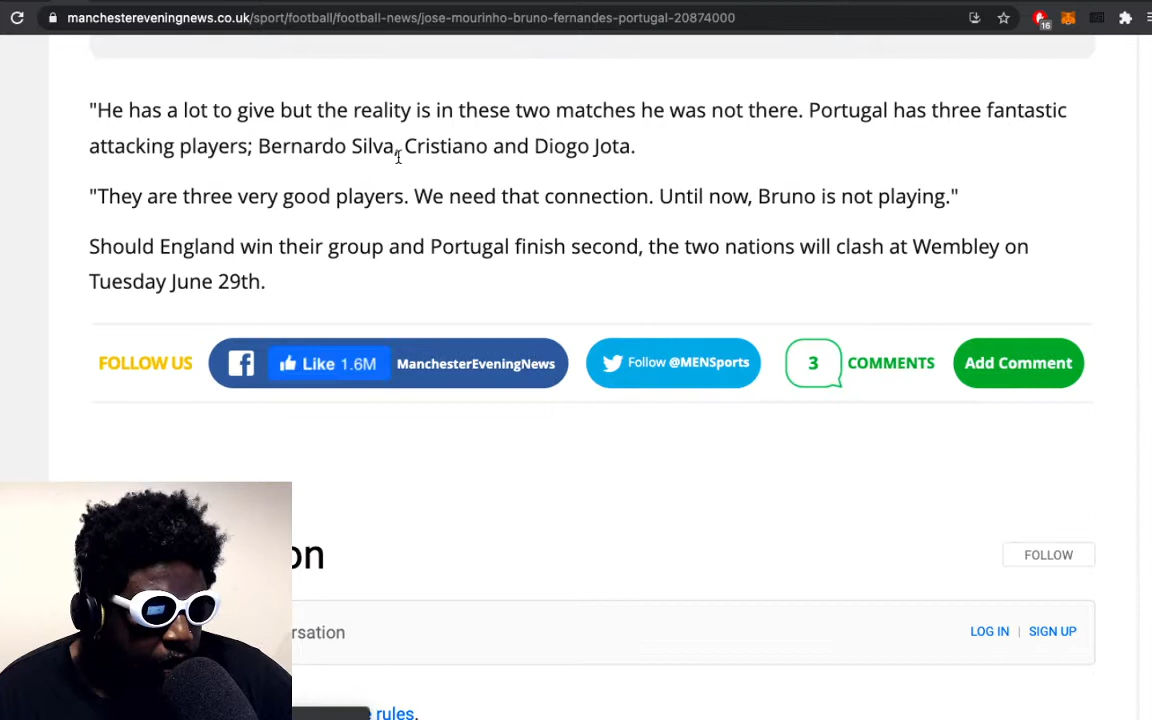 manchestereveningnews.co.uk/sport/football/football-news/jose-mourinho-bruno-fernandes-portugal-20874000
16
"He has a lot to give but the reality is in these two matches he was not there. Portugal has three fantastic
attacking players; Bernardo Silva, Cristiano and Diogo Jota.
"They are three very good players. We need that connection. Until now, Bruno is not playing."
Should England win their group and Portugal finish second, the two nations will clash at Wembley on
Tuesday June 29th.
FOLLOW US Like 1.6M ManchesterEveningNews Follow @MENSports 3 COMMENTS Add Comment
on FOLLOW
rsation LOG IN | SIGN UP
rules.